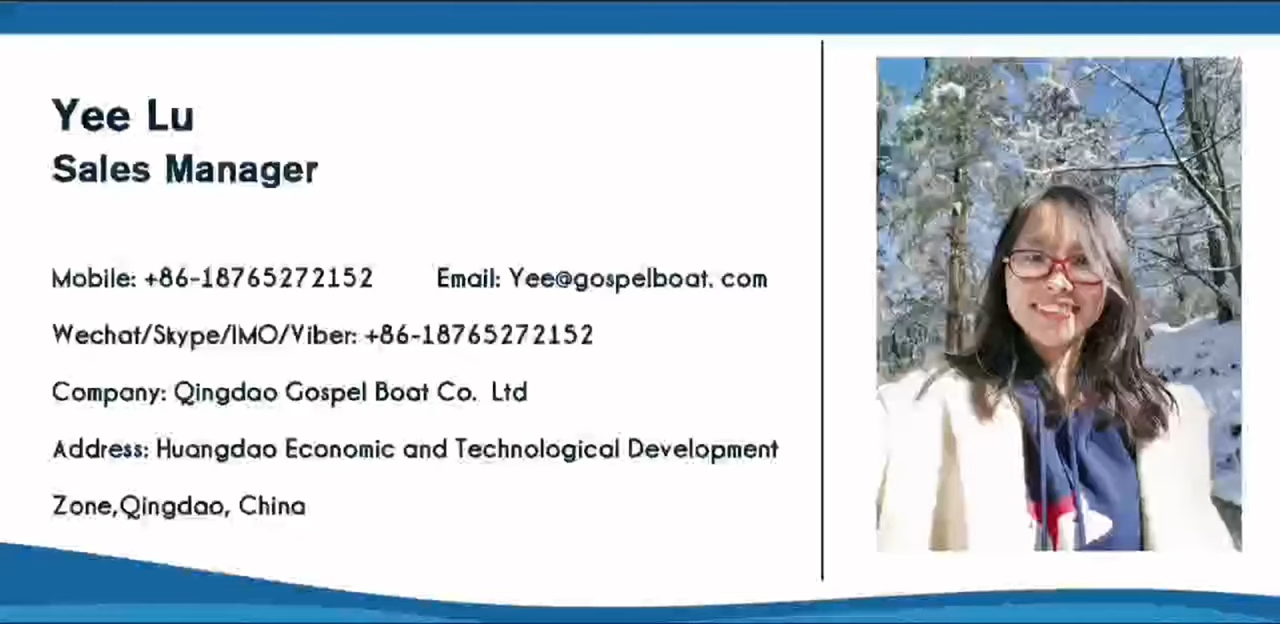 Yee Lu
Sales Manager
Mobile: +86-18765272152 Email: Yee@gospelboat. com
Wechat/Skype/IMO/Viber: +86-18765272152
Company: Qingdao Gospel Boat Co. Ltd
Address: Huangdao Economic and Technological Development
Zone,Qingdao, China